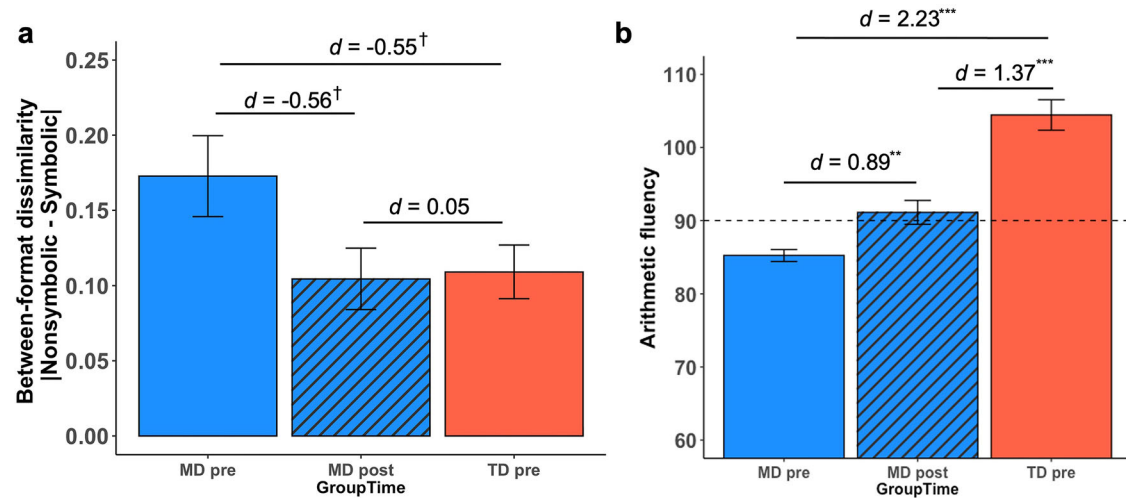 a
Between-format dissimilarity
|Nonsymbolic - Symbolic|
0.25
0.20
0.15
0.10
0.05
0.00
d = -0.55†
d = -0.56†
d = 0.05
MD pre
MD post
TD pre
GroupTime
b
Arithmetic fluency
110
100
90
80
70
60
d = 2.23***
d = 1.37***
d = 0.89**
MD pre
MD post
TD pre
GroupTime